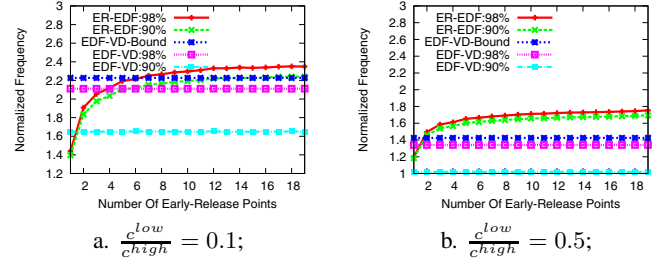 Normalized Frequency
3
2.8
2.6
2.4
2.2
2
1.8
1.6
1.4
1.2
ER-EDF:98%
ER-EDF:90%
EDF-VD-Bound
EDF-VD:98%
EDF-VD:90%
2 4 6 8 10 12 14 16 18
Number Of Early-Release Points
a. c^low/c^high = 0.1;
Normalized Frequency
3
2.8
2.6
2.4
2.2
2
1.8
1.6
1.4
1.2
1
ER-EDF:98%
ER-EDF:90%
EDF-VD-Bound
EDF-VD:98%
EDF-VD:90%
2 4 6 8 10 12 14 16 18
Number Of Early-Release Points
b. c^low/c^high = 0.5;